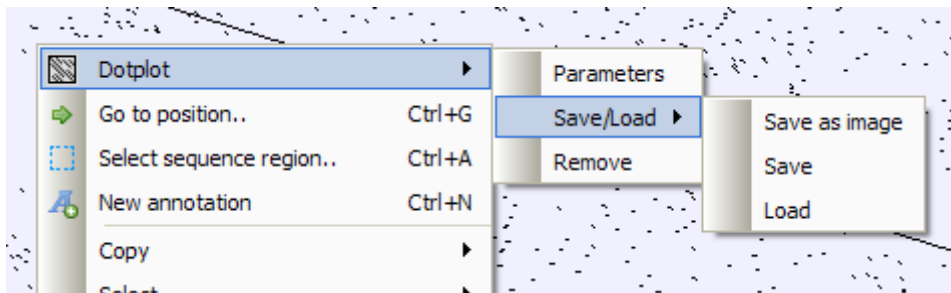 Dotplot
Go to position.. Ctrl+G
Select sequence region.. Ctrl+A
New annotation Ctrl+N
Copy
Select
Parameters
Save/Load
Remove
Save as image
Save
Load